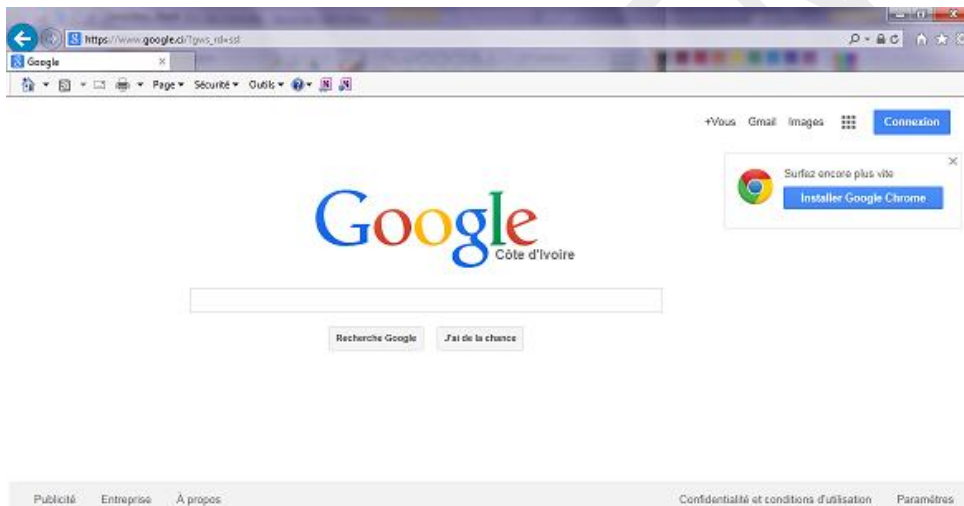 https://www.google.ci/?gws_rd=ssl
Google
Page Sécurité Outils
+Vous Gmail Images Connexion
Surfez encore plus vite
Installer Google Chrome
Google
Côte d'Ivoire
Recherche Google J'ai de la chance
Publicité Entreprise À propos Confidentialité et conditions d'utilisation Paramètres